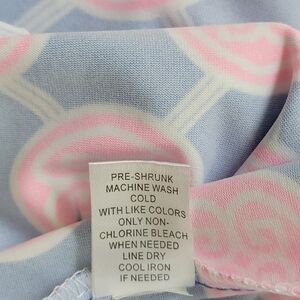 PRE-SHRUNK
MACHINE WASH
COLD
WITH LIKE COLORS
ONLY NON-
CHLORINE BLEACH
WHEN NEEDED
LINE DRY
COOL IRON
IF NEEDED